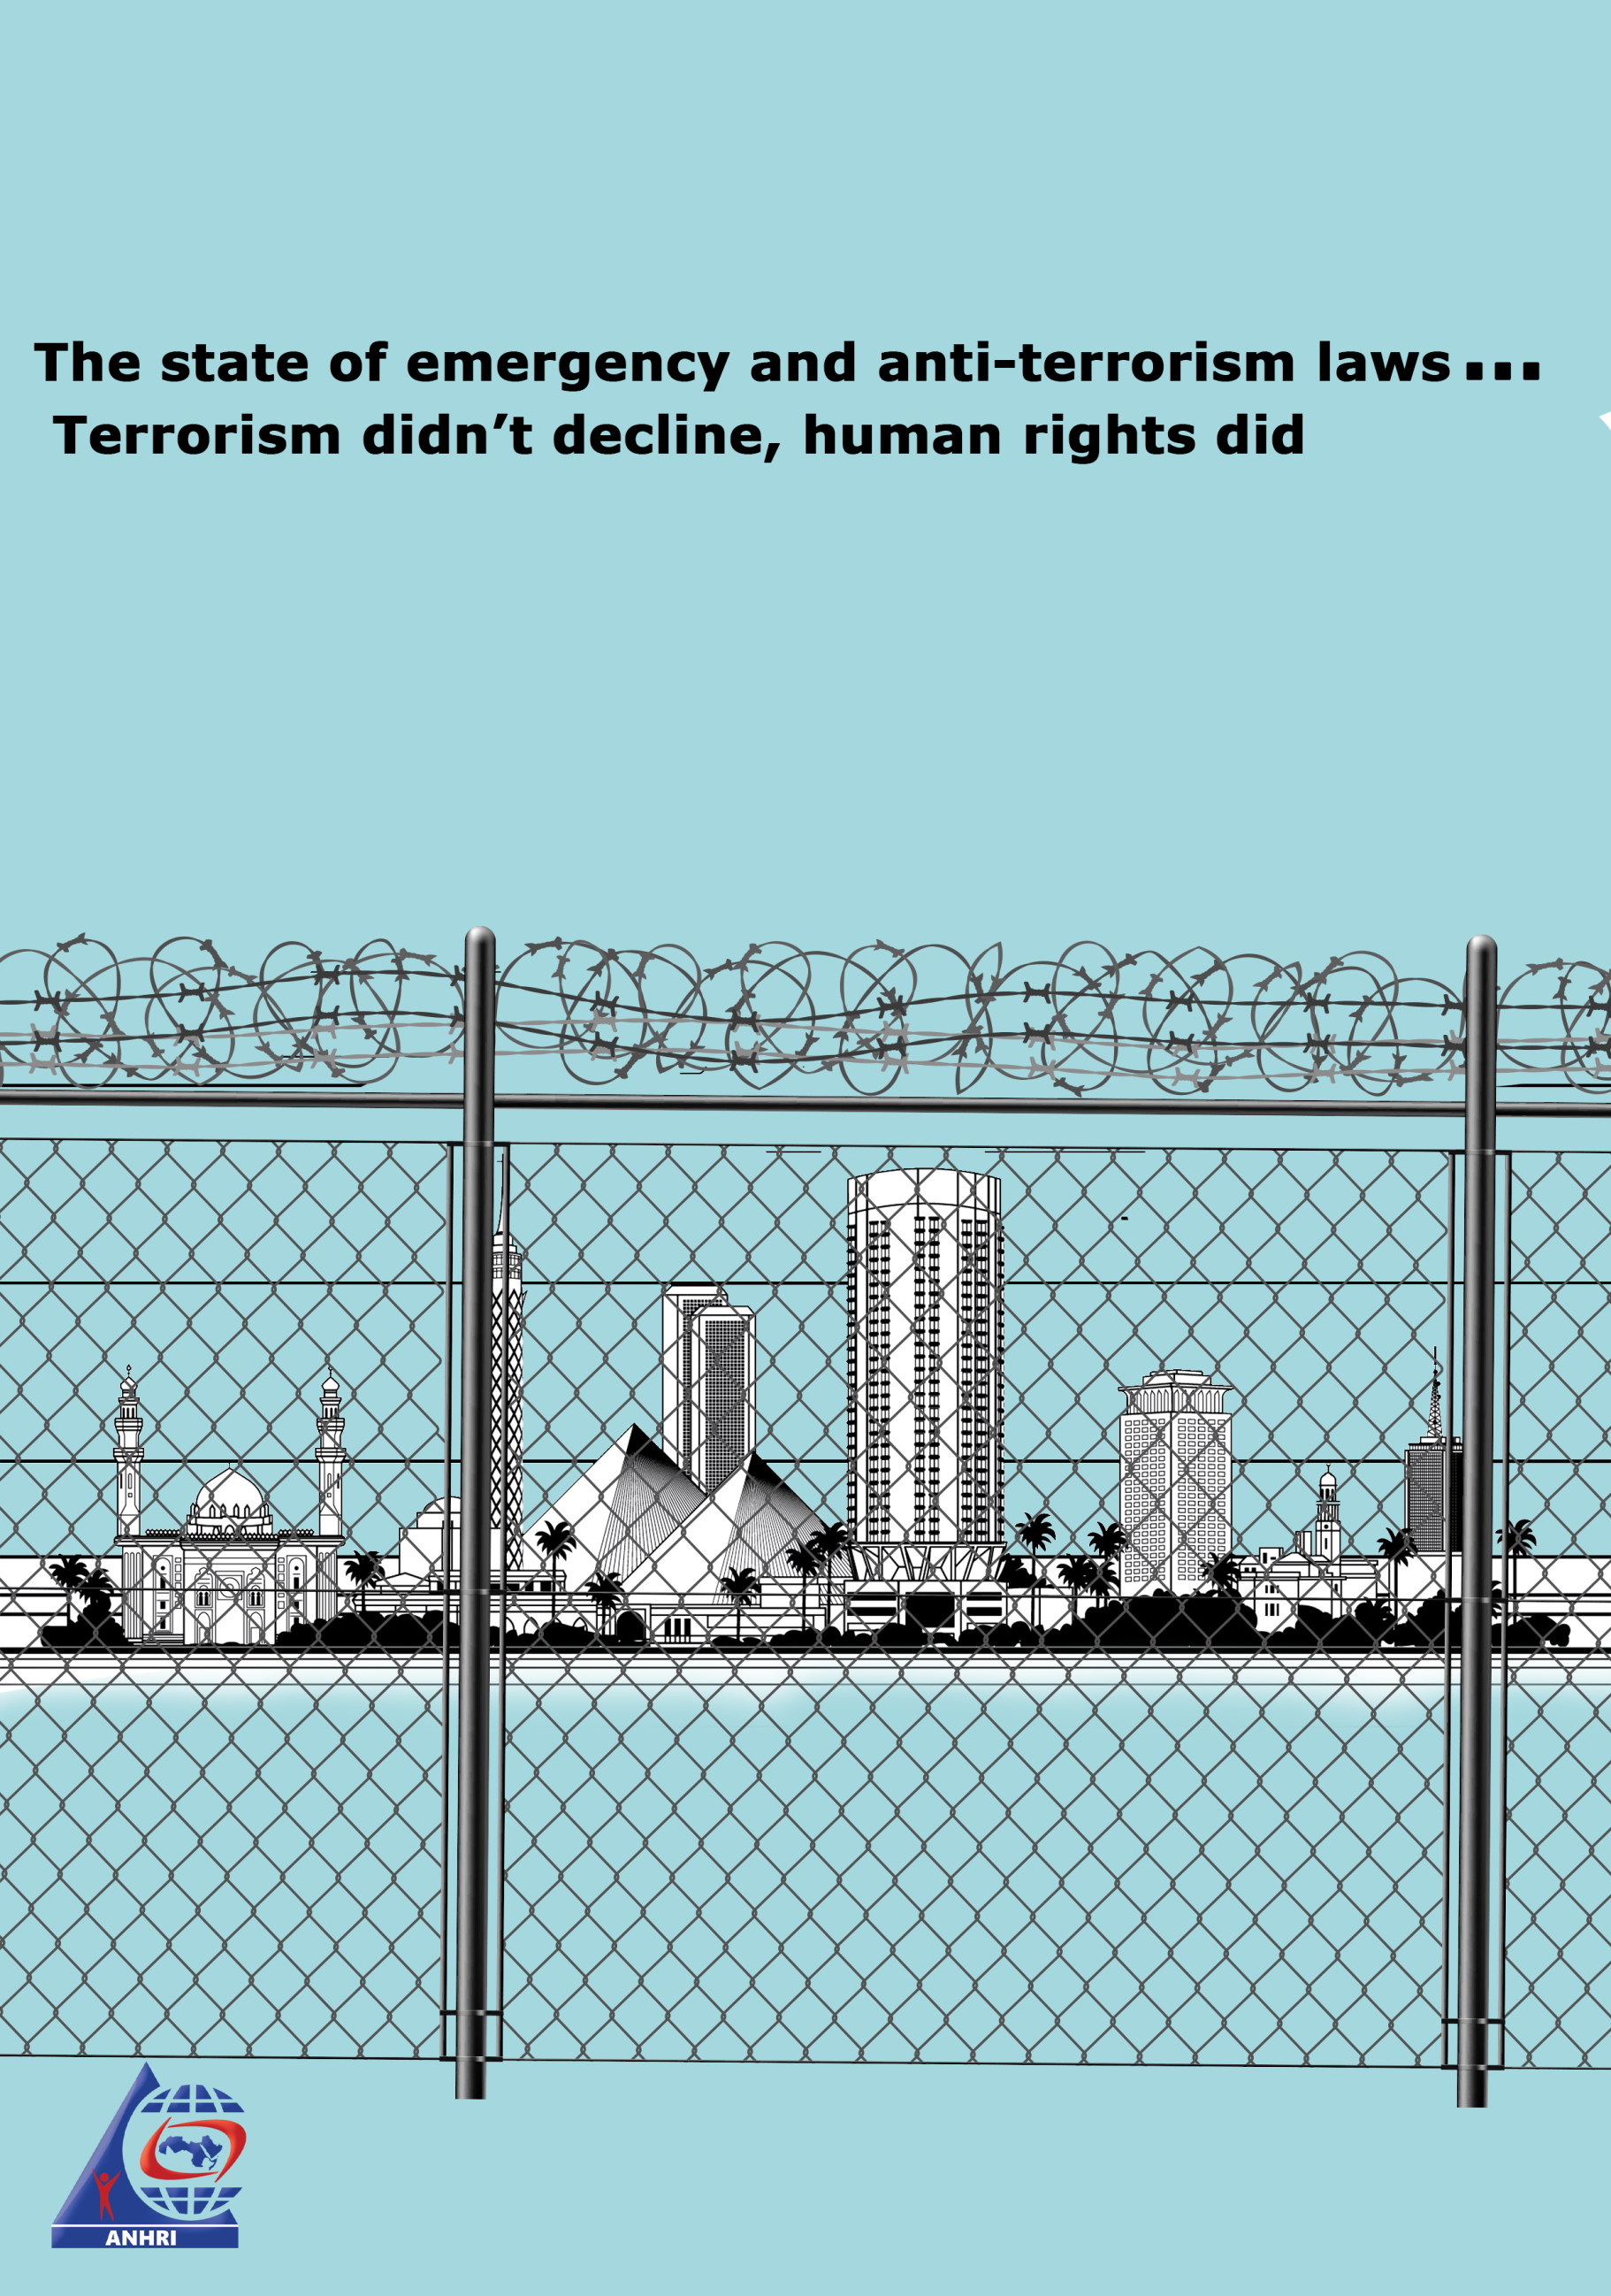 The state of emergency and anti-terrorism laws...
Terrorism didn’t decline, human rights did
ANHRI